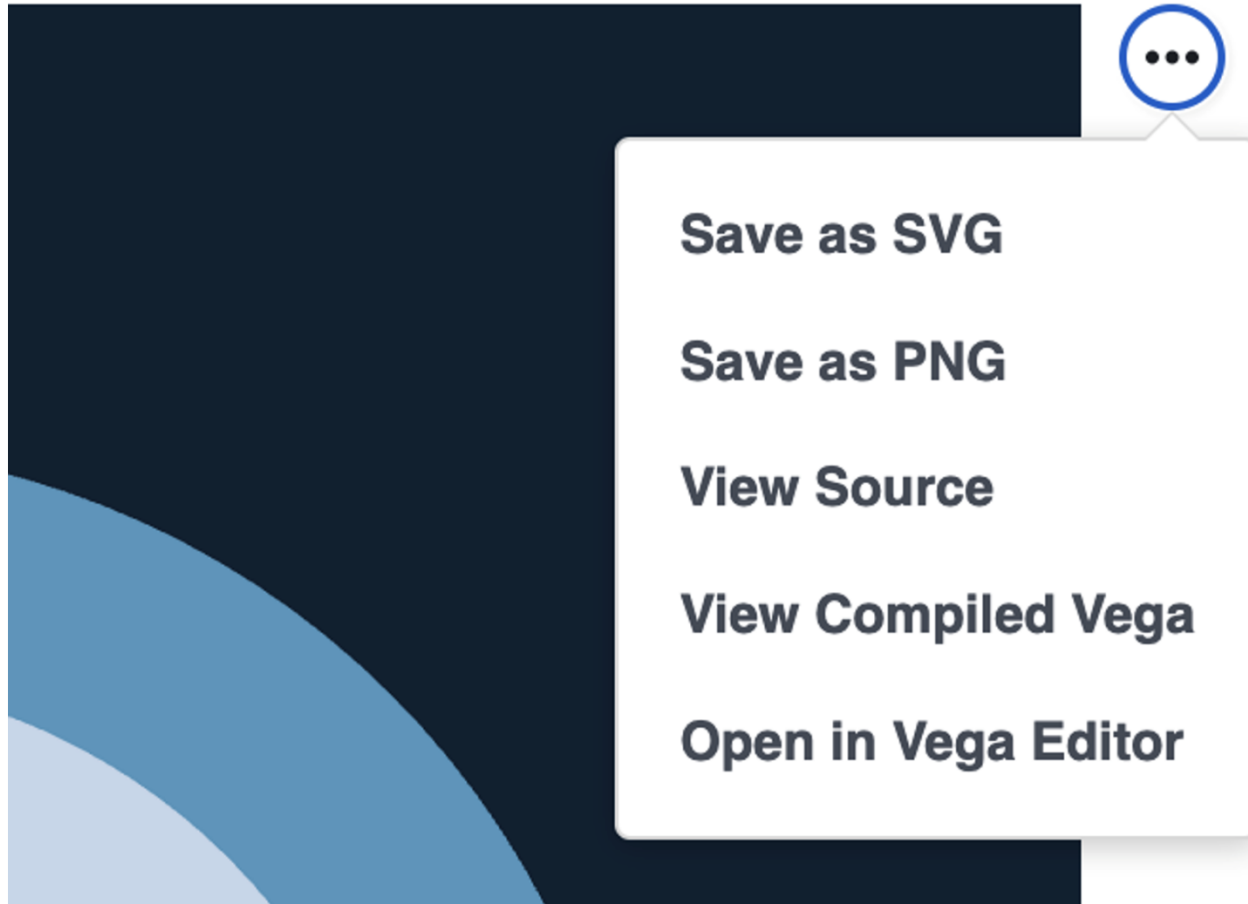 Save as SVG
Save as PNG
View Source
View Compiled Vega
Open in Vega Editor